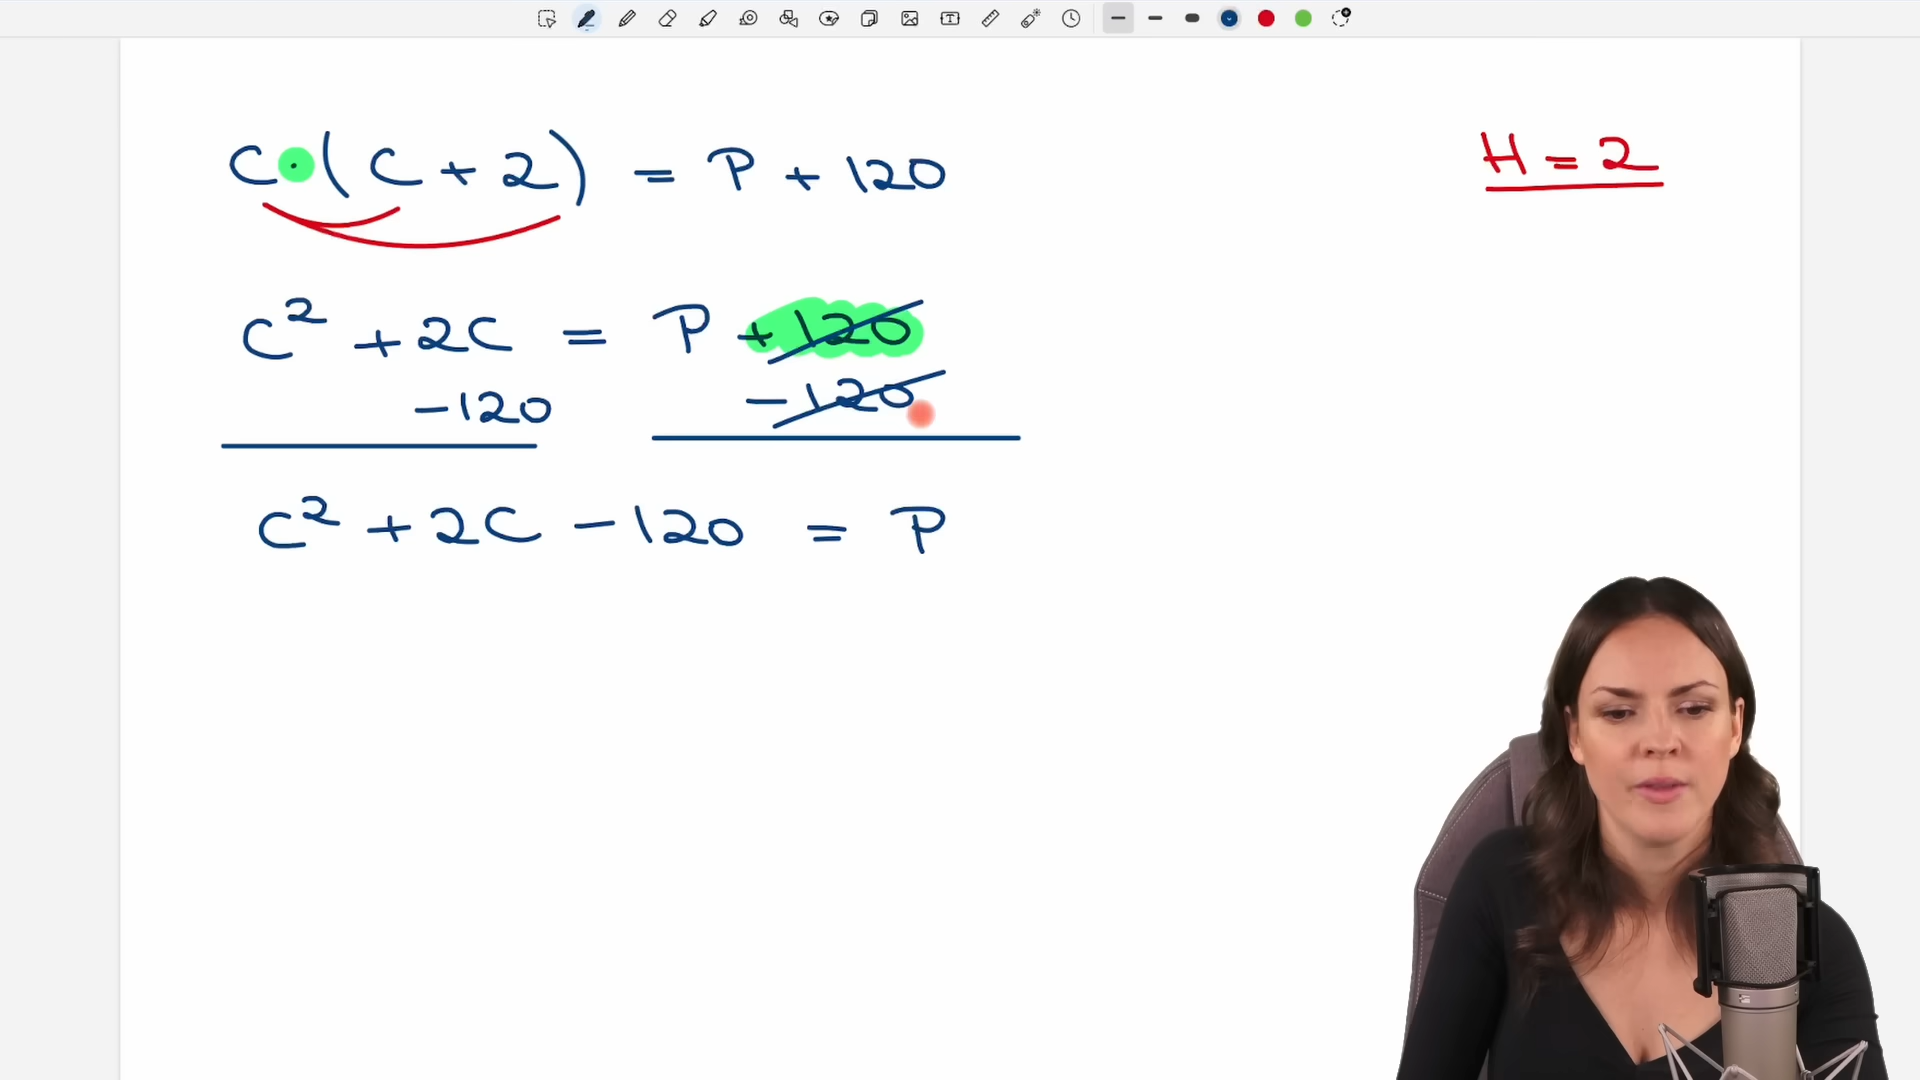 C · (C + 2) = P + 120
H = 2
C² + 2C = P + 120
-120 -120
C² + 2C - 120 = P